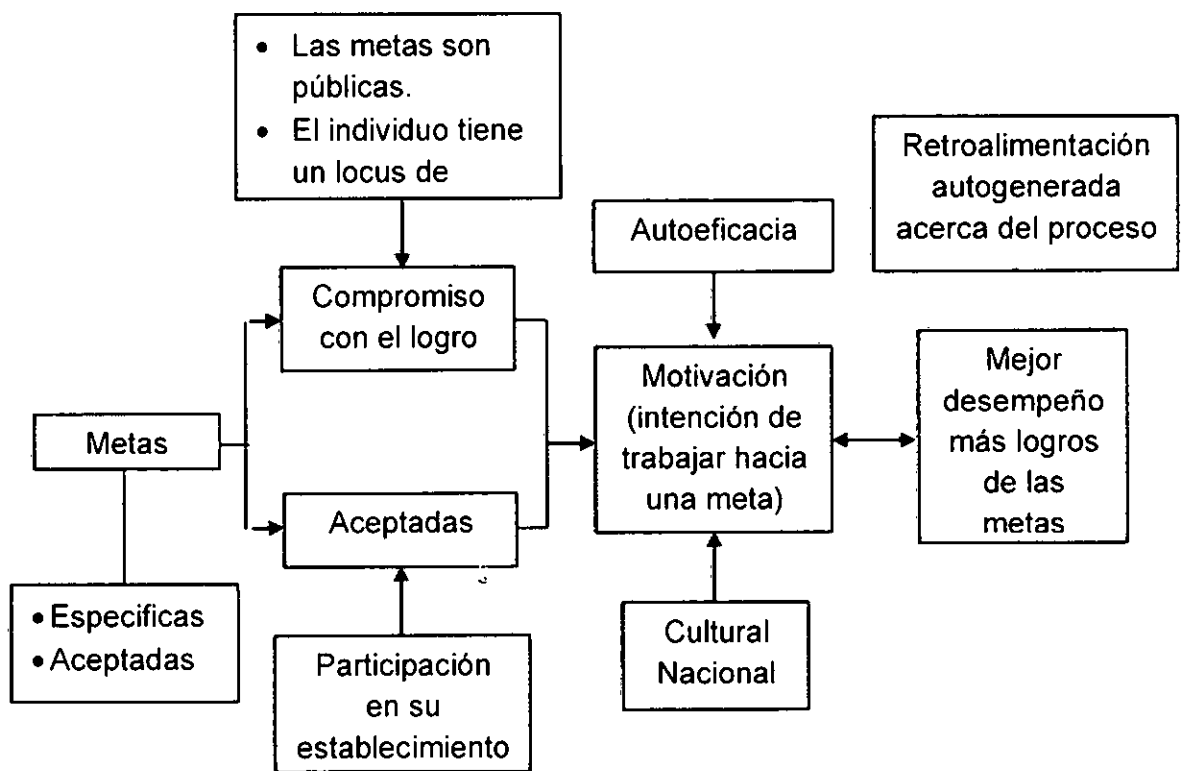 • Las metas son
públicas.
• El individuo tiene
un locus de
Retroalimentación
autogenerada
acerca del proceso
Autoeficacia
Compromiso
con el logro
Motivación
(intención de
trabajar hacia
una meta)
Mejor
desempeño
más logros
de las
metas
Metas
Aceptadas
• Especificas
• Aceptadas
Participación
en su
establecimiento
Cultural
Nacional